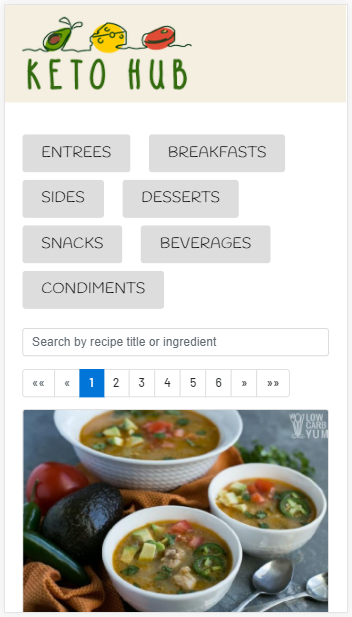 KETO HUB
ENTREES BREAKFASTS
SIDES DESSERTS
SNACKS BEVERAGES
CONDIMENTS
Search by recipe title or ingredient
«« « 1 2 3 4 5 6 » »»
LOW
CARB
YUM